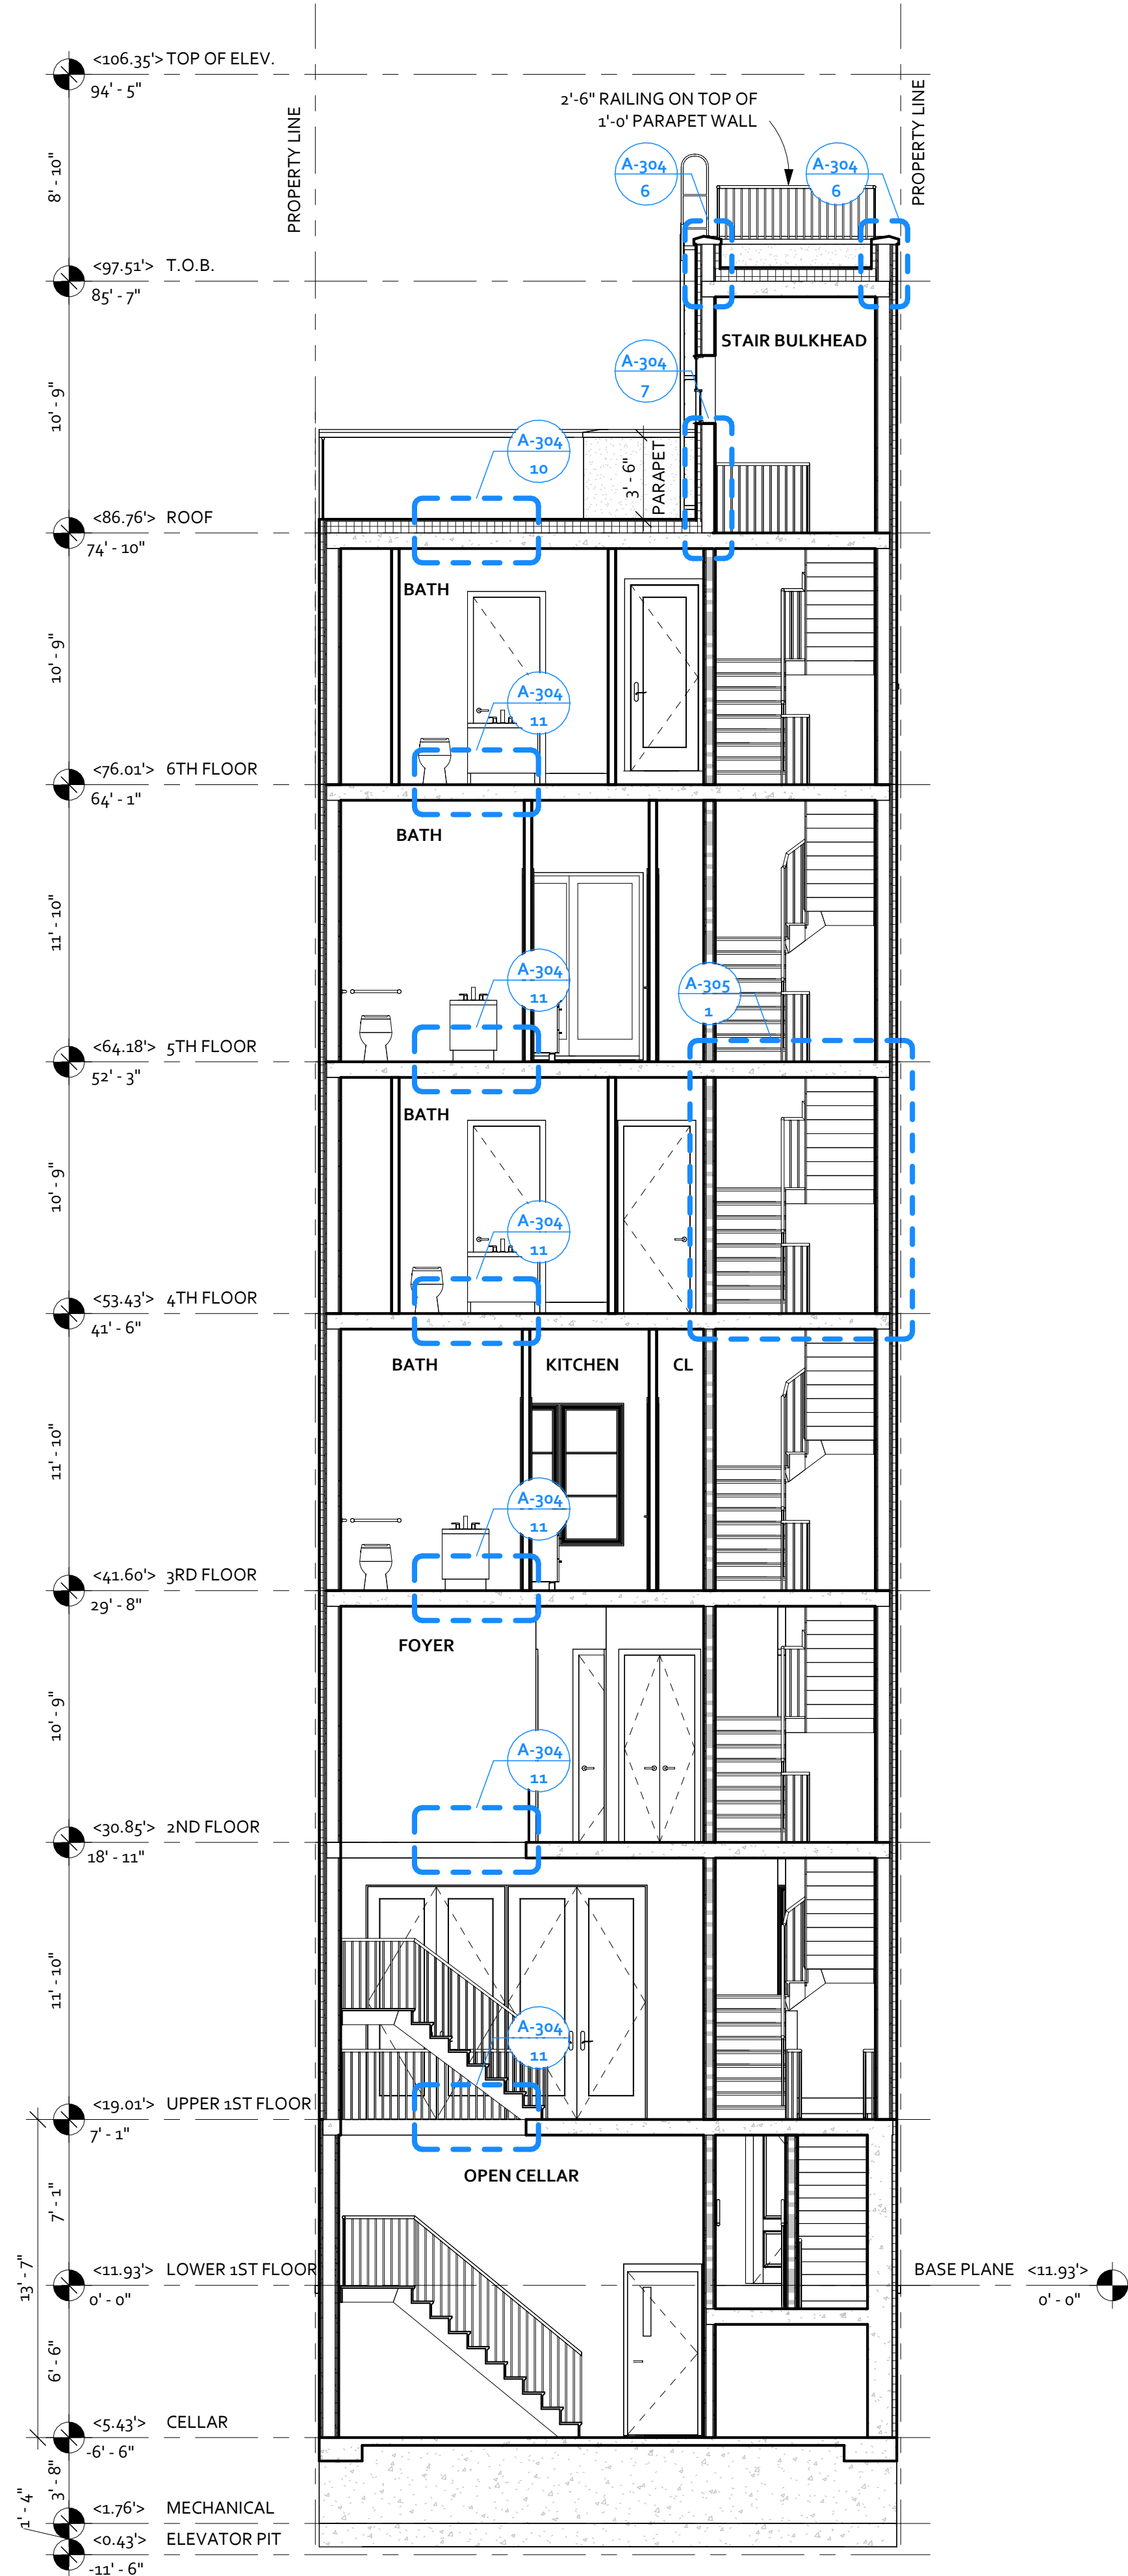 <106.35'> TOP OF ELEV.
94' - 5"
8' - 10"
PROPERTY LINE
2'-6" RAILING ON TOP OF
1'-0' PARAPET WALL
PROPERTY LINE
A-304
6
A-304
6
<97.51'> T.O.B.
85' - 7"
STAIR BULKHEAD
A-304
7
10' - 9"
A-304
10
3' - 6"
PARAPET
<86.76'> ROOF
74' - 10"
BATH
10' - 9"
A-304
11
<76.01'> 6TH FLOOR
64' - 1"
BATH
11' - 10"
A-304
11
A-305
1
<64.18'> 5TH FLOOR
52' - 3"
BATH
10' - 9"
A-304
11
<53.43'> 4TH FLOOR
41' - 6"
BATH KITCHEN CL
11' - 10"
A-304
11
<41.60'> 3RD FLOOR
29' - 8"
FOYER
10' - 9"
A-304
11
<30.85'> 2ND FLOOR
18' - 11"
11' - 10"
A-304
11
<19.01'> UPPER 1ST FLOOR
7' - 1"
OPEN CELLAR
7' - 1"
13' - 7"
<11.93'> LOWER 1ST FLOOR
0' - 0"
BASE PLANE <11.93'>
0' - 0"
6' - 6"
<5.43'> CELLAR
-6' - 6"
3' - 8"
1' - 4"
<1.76'> MECHANICAL
<0.43'> ELEVATOR PIT
-11' - 6"